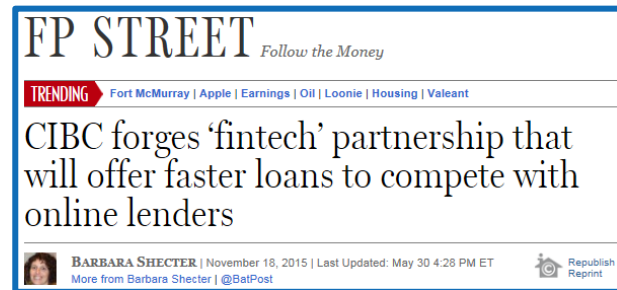 FP STREET Follow the Money
TRENDING Fort McMurray | Apple | Earnings | Oil | Loonie | Housing | Valeant
CIBC forges ‘fintech’ partnership that
will offer faster loans to compete with
online lenders
BARBARA SHECTER | November 18, 2015 | Last Updated: May 30 4:28 PM ET
More from Barbara Shecter | @BatPost
Republish
Reprint